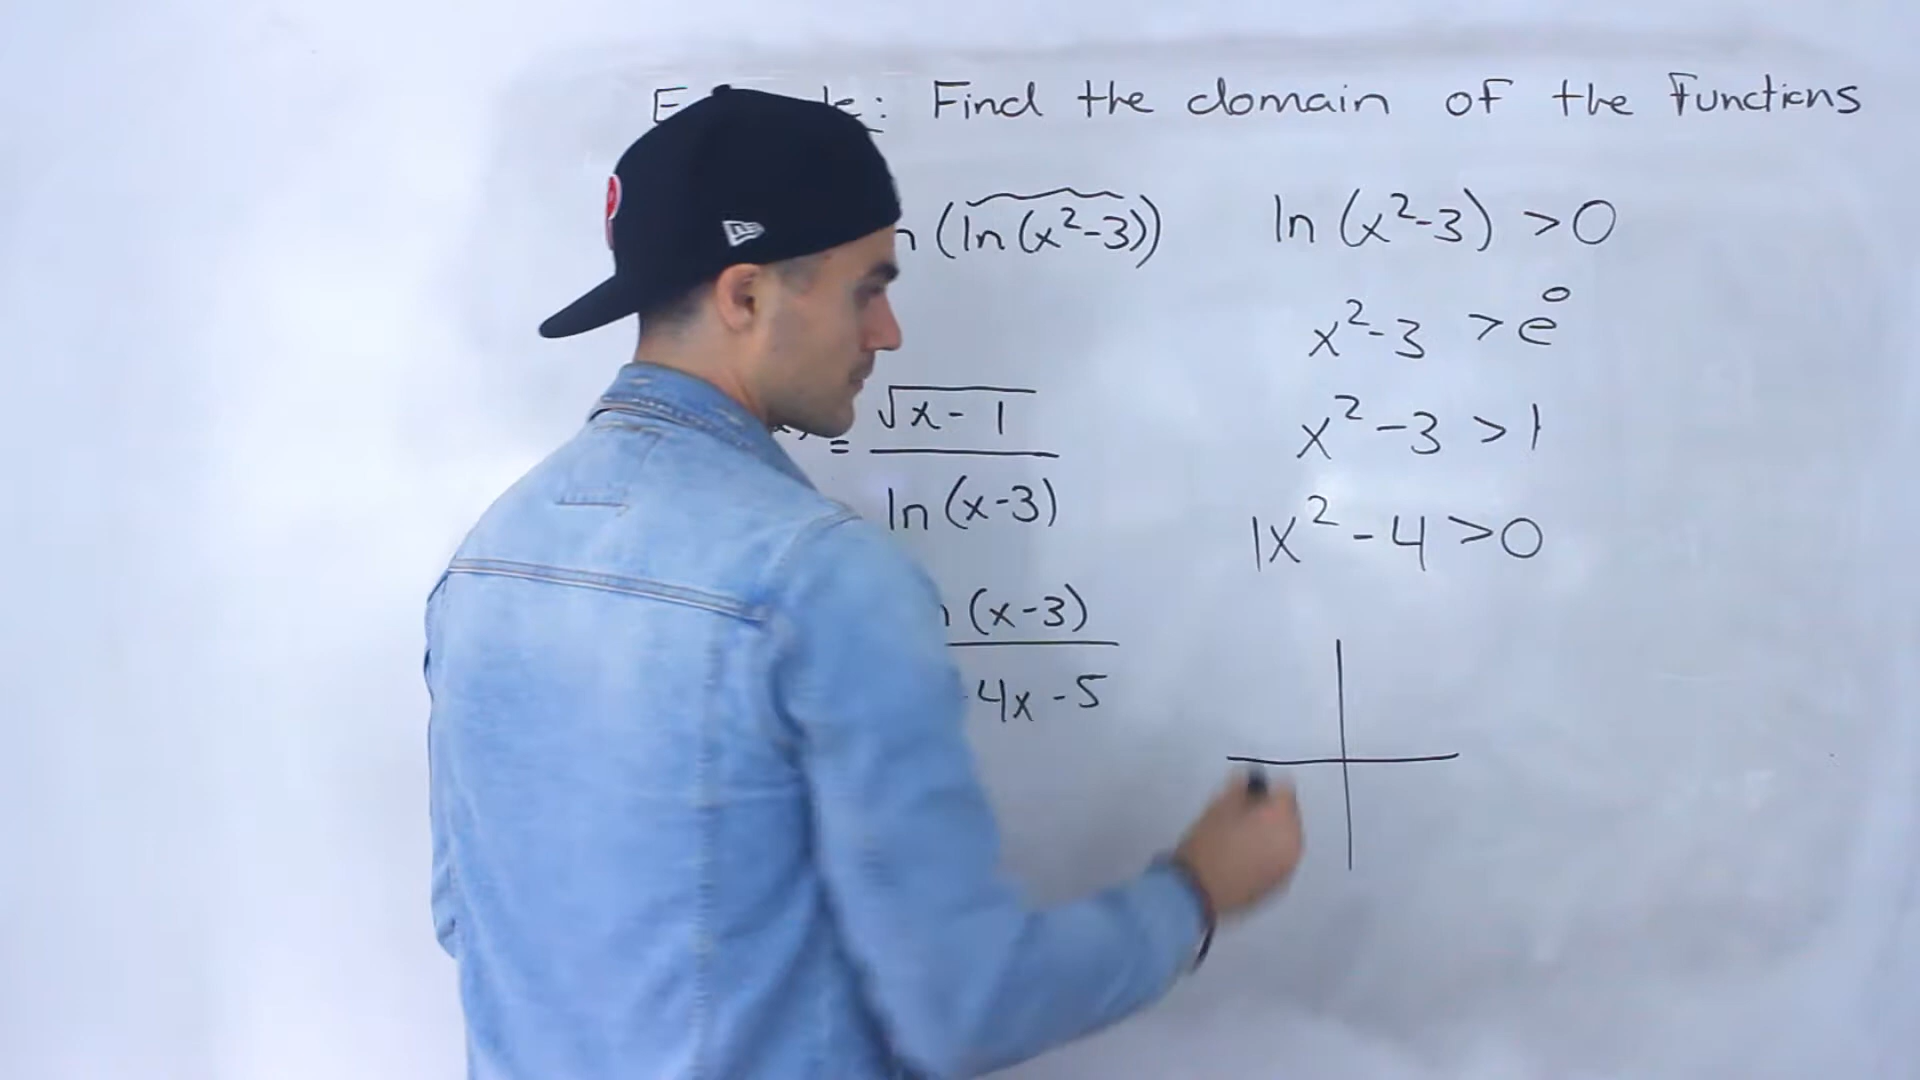 Find the domain of the functions
(ln(x²-3)) ln(x²-3) >0
x²-3 >e⁰
= √x-1 x²-3 >1
ln(x-3) 1x²-4>0
(x-3)
4x-5